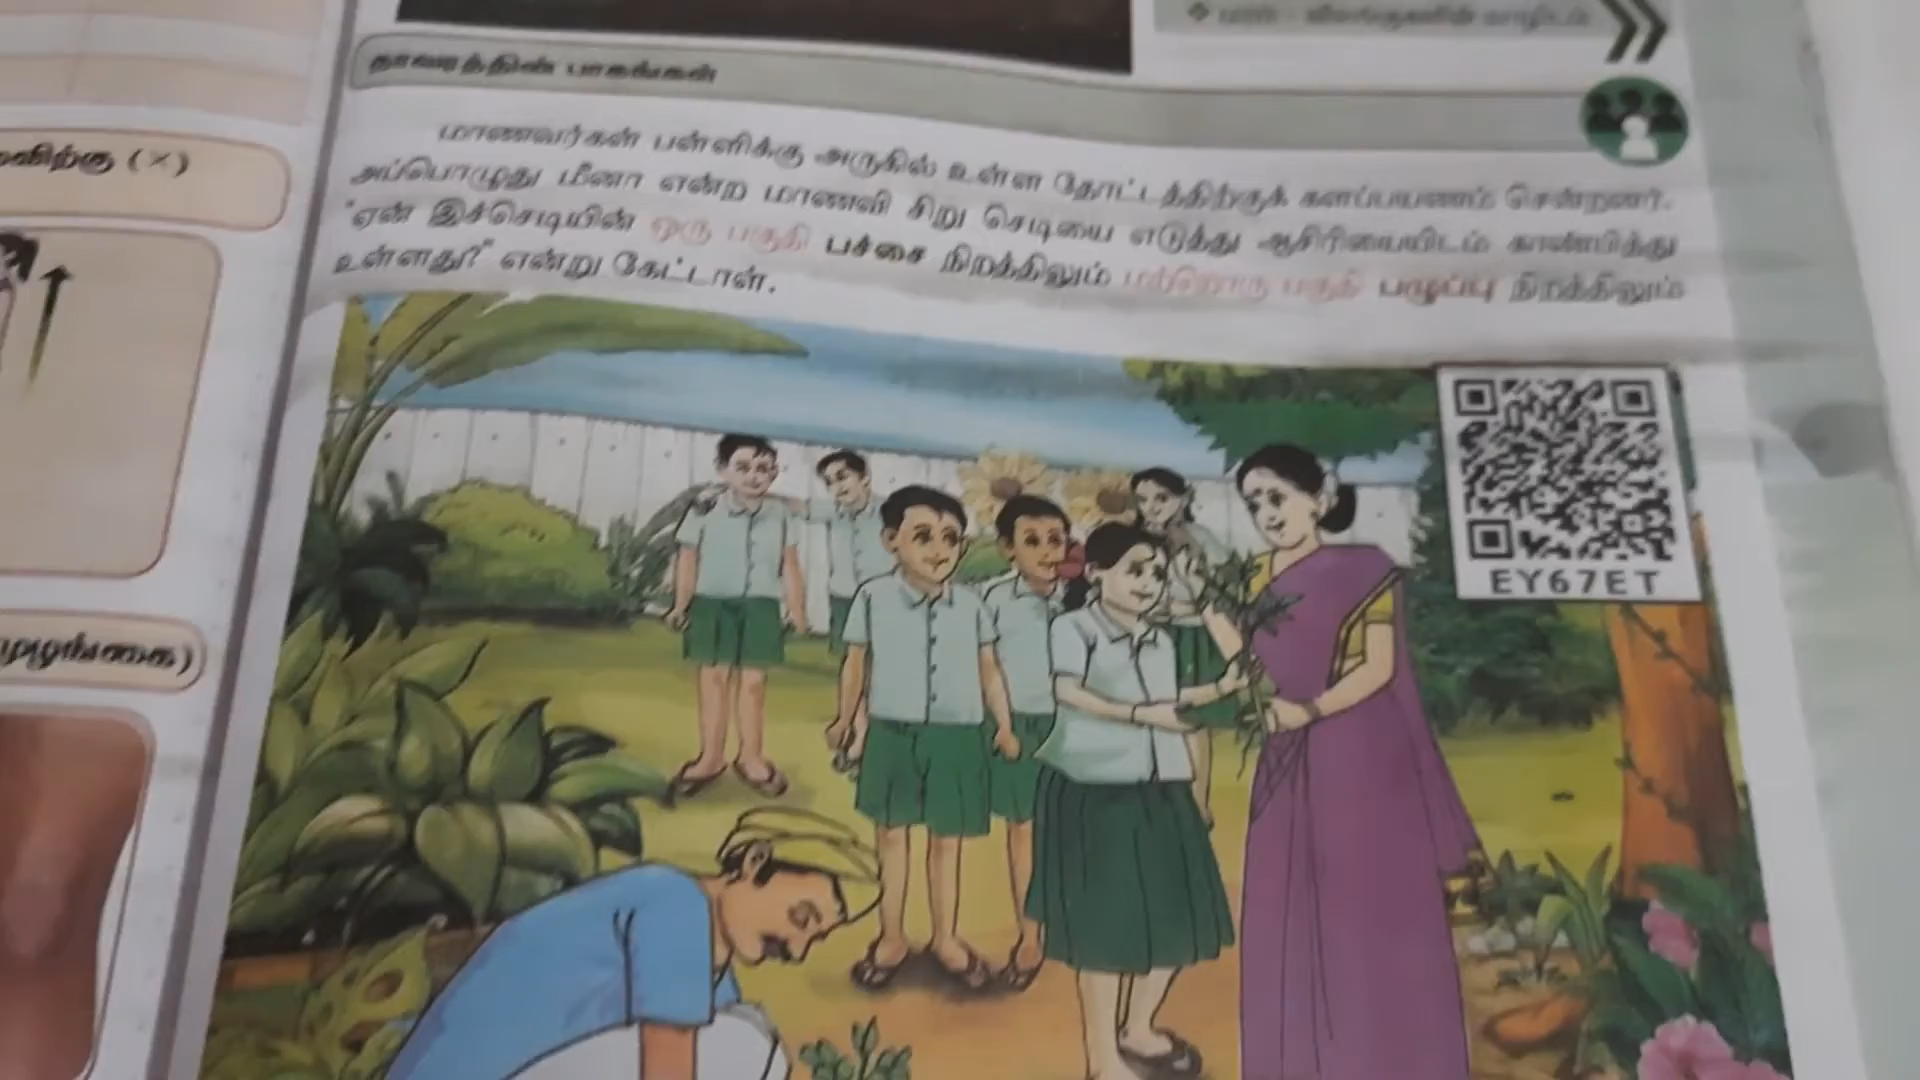 தாவரத்தின் பாகங்கள்
மாணவர்கள் பள்ளிக்கு அருகில் உள்ள தோட்டத்திற்குக் களப்பயணம் சென்றனர்.
அப்பொழுது மீனா என்ற மாணவி சிறு செடியை எடுத்து ஆசிரியையிடம் காண்பித்து
"ஏன் இச்செடியின் ஒரு பகுதி பச்சை நிறத்திலும் மற்றொரு பகுதி பழுப்பு நிறத்திலும்
உள்ளது?" என்று கேட்டாள்.
EY67ET
(×)